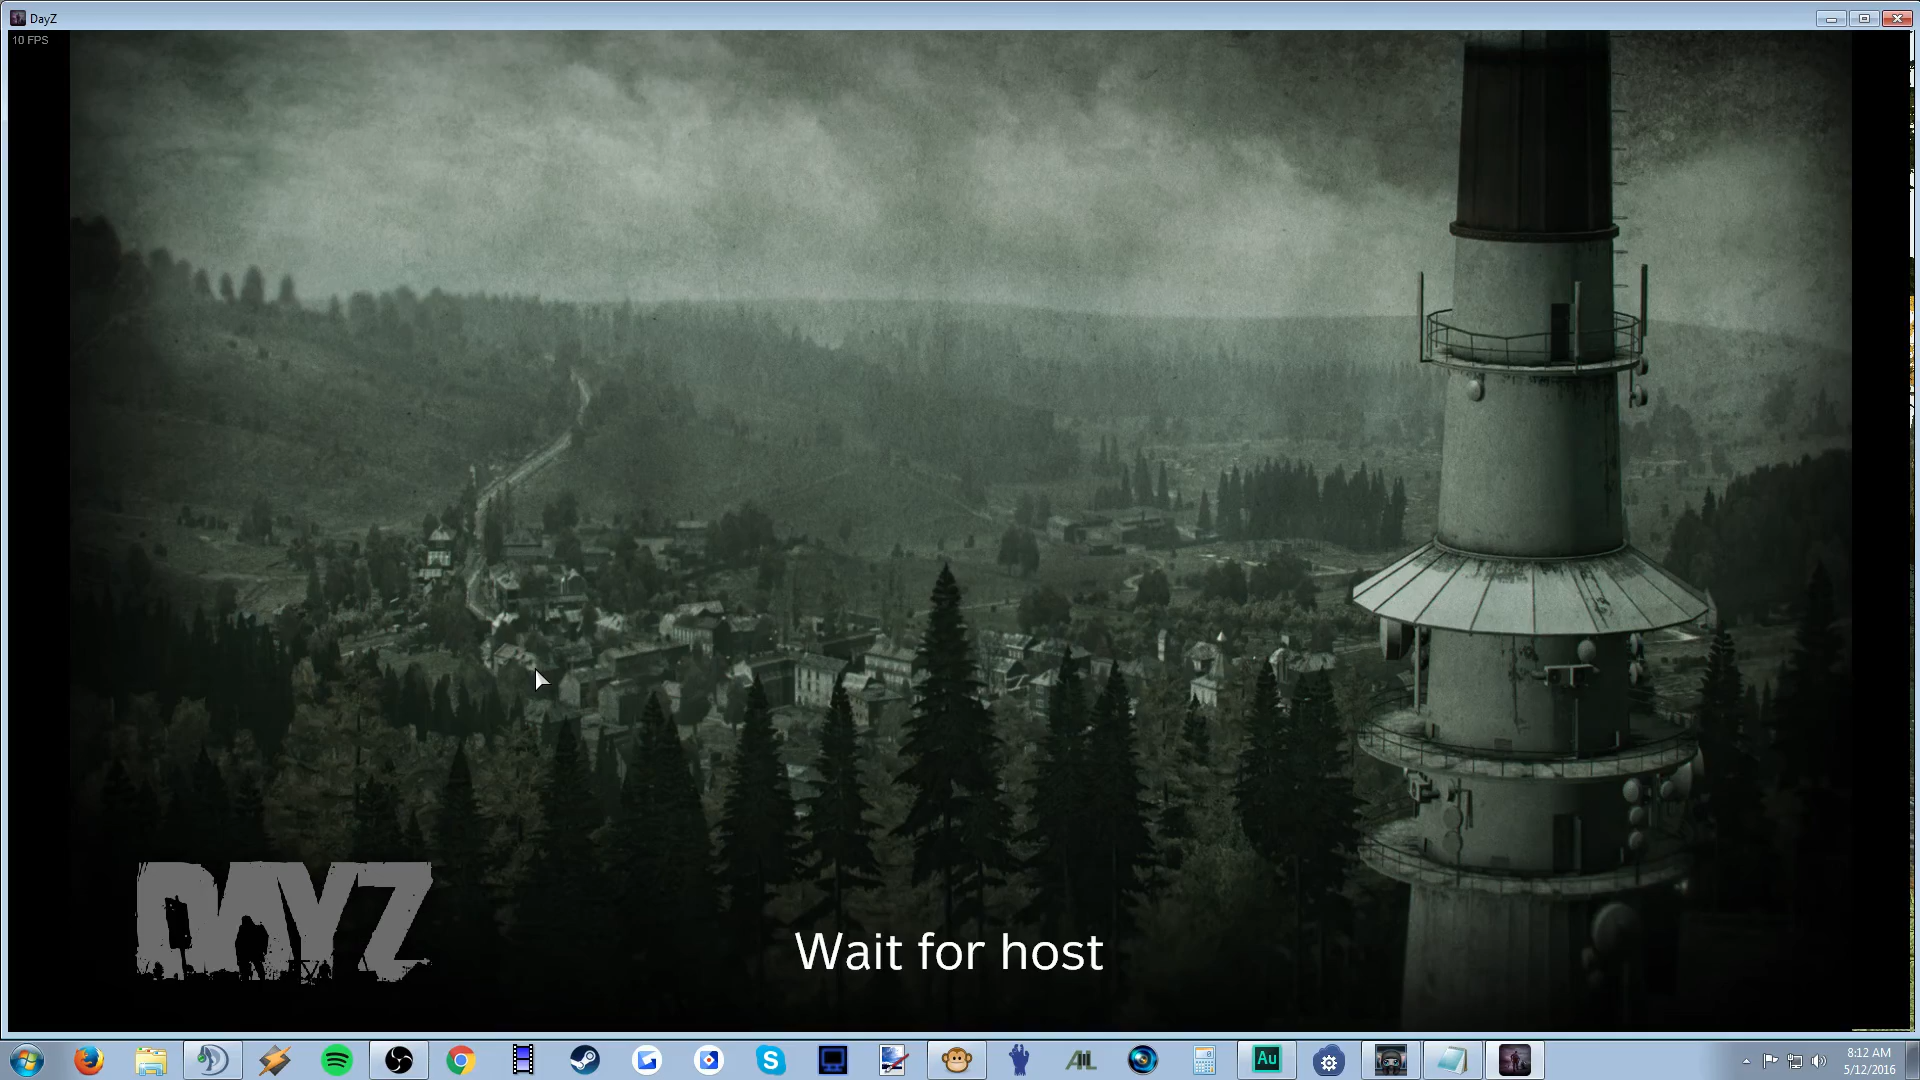 DayZ
10 FPS
DAYZ
Wait for host
Au
8:12 AM
5/12/2016